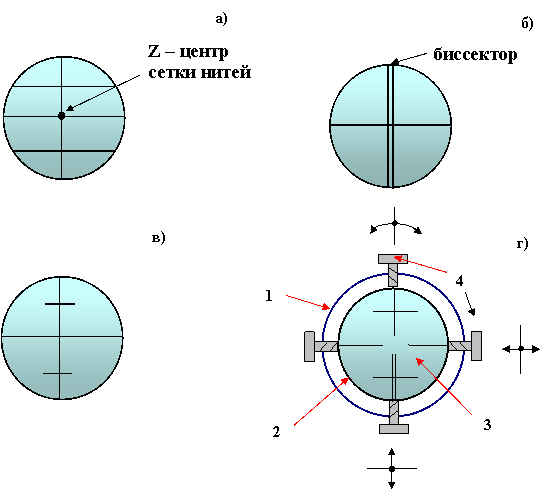 а)
б)
Z – центр
сетки нитей
биссектор
в)
г)
1
4
2
3